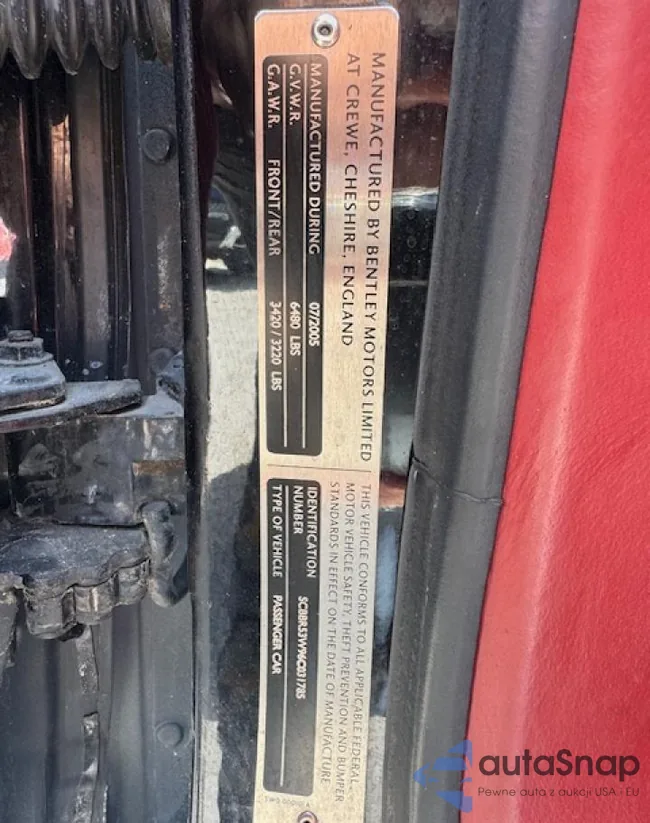 MANUFACTURED BY BENTLEY MOTORS LIMITED
AT CREWE, CHESHIRE, ENGLAND
MANUFACTURED DURING 07/2005
G.V.W.R. 6480 LBS
G.A.W.R. FRONT/REAR 3420 / 3220 LBS
THIS VEHICLE CONFORMS TO ALL APPLICABLE FEDERAL
MOTOR VEHICLE SAFETY, THEFT PREVENTION AND BUMPER
STANDARDS IN EFFECT ON THE DATE OF MANUFACTURE
IDENTIFICATION
NUMBER SCBBR53W96C031785
TYPE OF VEHICLE PASSENGER CAR
autaSnap
Pewne auta z aukcji USA - EU